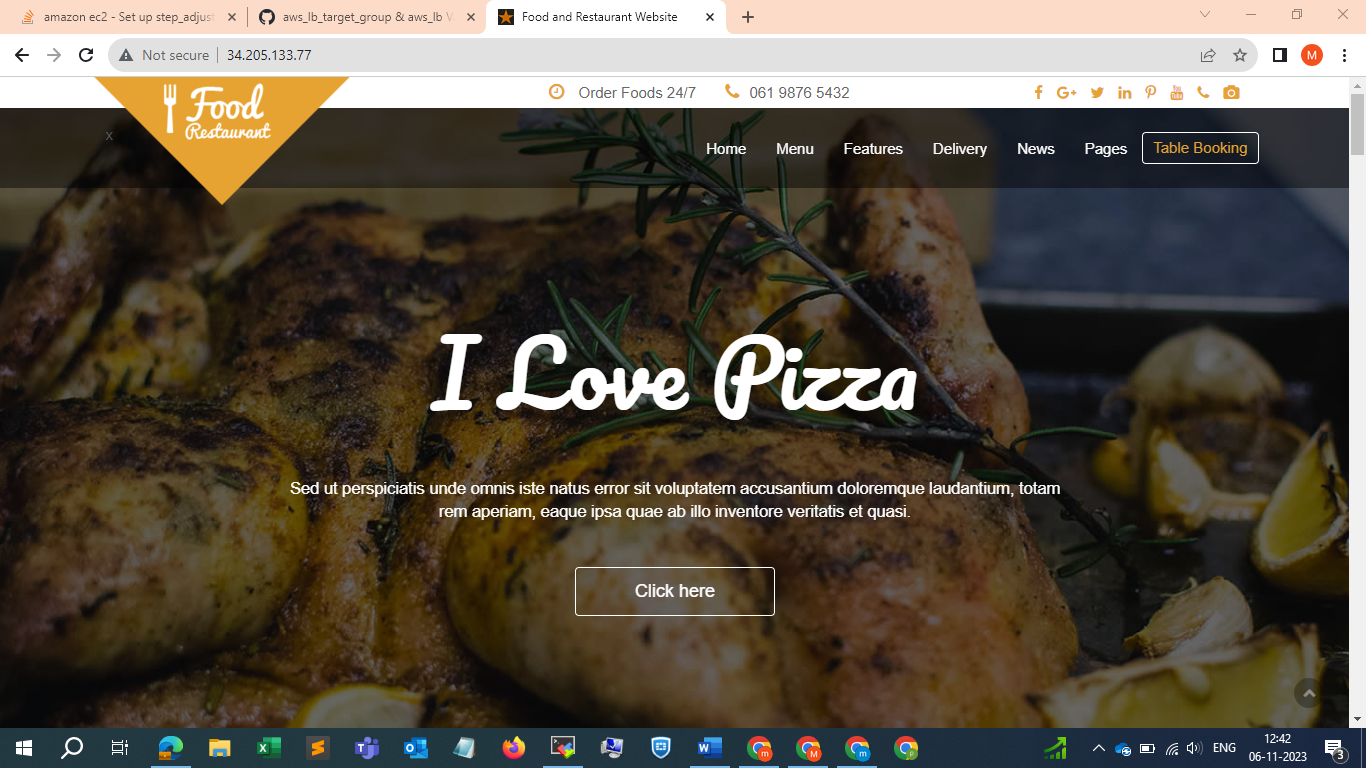 amazon ec2 - Set up step_adjust
aws_lb_target_group & aws_lb V
Food and Restaurant Website
Not secure
34.205.133.77
M
Food
Restaurant
Order Foods 24/7
061 9876 5432
x
Home
Menu
Features
Delivery
News
Pages
Table Booking
I Love Pizza
Sed ut perspiciatis unde omnis iste natus error sit voluptatem accusantium doloremque laudantium, totam
rem aperiam, eaque ipsa quae ab illo inventore veritatis et quasi.
Click here
ENG
12:42
06-11-2023
3